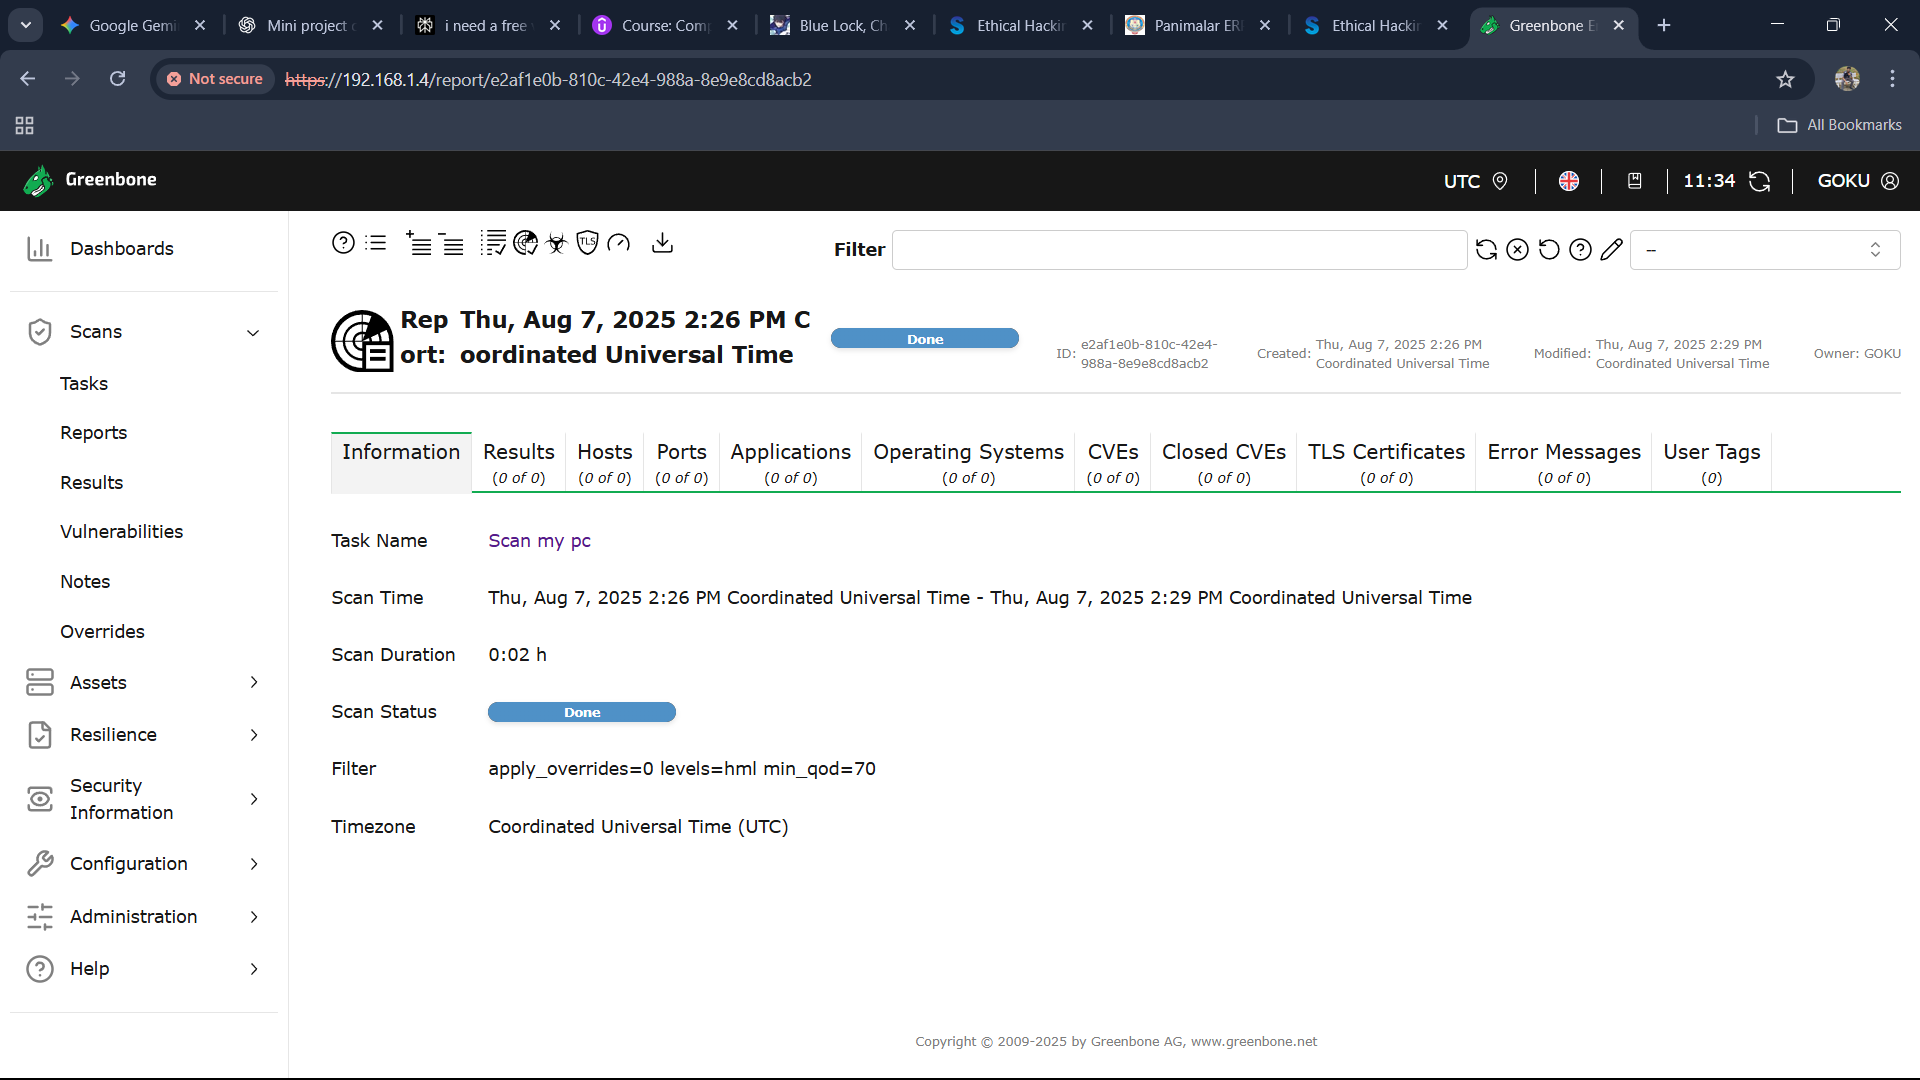 Google Gemi
Mini project c
i need a free
Course: Comp
Blue Lock, Ch
Ethical Hackin
Panimalar ERP
Ethical Hackin
Greenbone E
Not secure
https://192.168.1.4/report/e2af1e0b-810c-42e4-988a-8e9e8cd8acb2
All Bookmarks
Greenbone
UTC
11:34
GOKU
Dashboards
Scans
Tasks
Reports
Results
Vulnerabilities
Notes
Overrides
Assets
Resilience
Security
Information
Configuration
Administration
Help
TLS
Filter
--
Rep
ort:
Thu, Aug 7, 2025 2:26 PM C
oordinated Universal Time
Done
ID: e2af1e0b-810c-42e4-
988a-8e9e8cd8acb2
Created: Thu, Aug 7, 2025 2:26 PM
Coordinated Universal Time
Modified: Thu, Aug 7, 2025 2:29 PM
Coordinated Universal Time
Owner: GOKU
Information
Results
(0 of 0)
Hosts
(0 of 0)
Ports
(0 of 0)
Applications
(0 of 0)
Operating Systems
(0 of 0)
CVEs
(0 of 0)
Closed CVEs
(0 of 0)
TLS Certificates
(0 of 0)
Error Messages
(0 of 0)
User Tags
(0)
Task Name Scan my pc
Scan Time Thu, Aug 7, 2025 2:26 PM Coordinated Universal Time - Thu, Aug 7, 2025 2:29 PM Coordinated Universal Time
Scan Duration 0:02 h
Scan Status Done
Filter apply_overrides=0 levels=hml min_qod=70
Timezone Coordinated Universal Time (UTC)
Copyright © 2009-2025 by Greenbone AG, www.greenbone.net